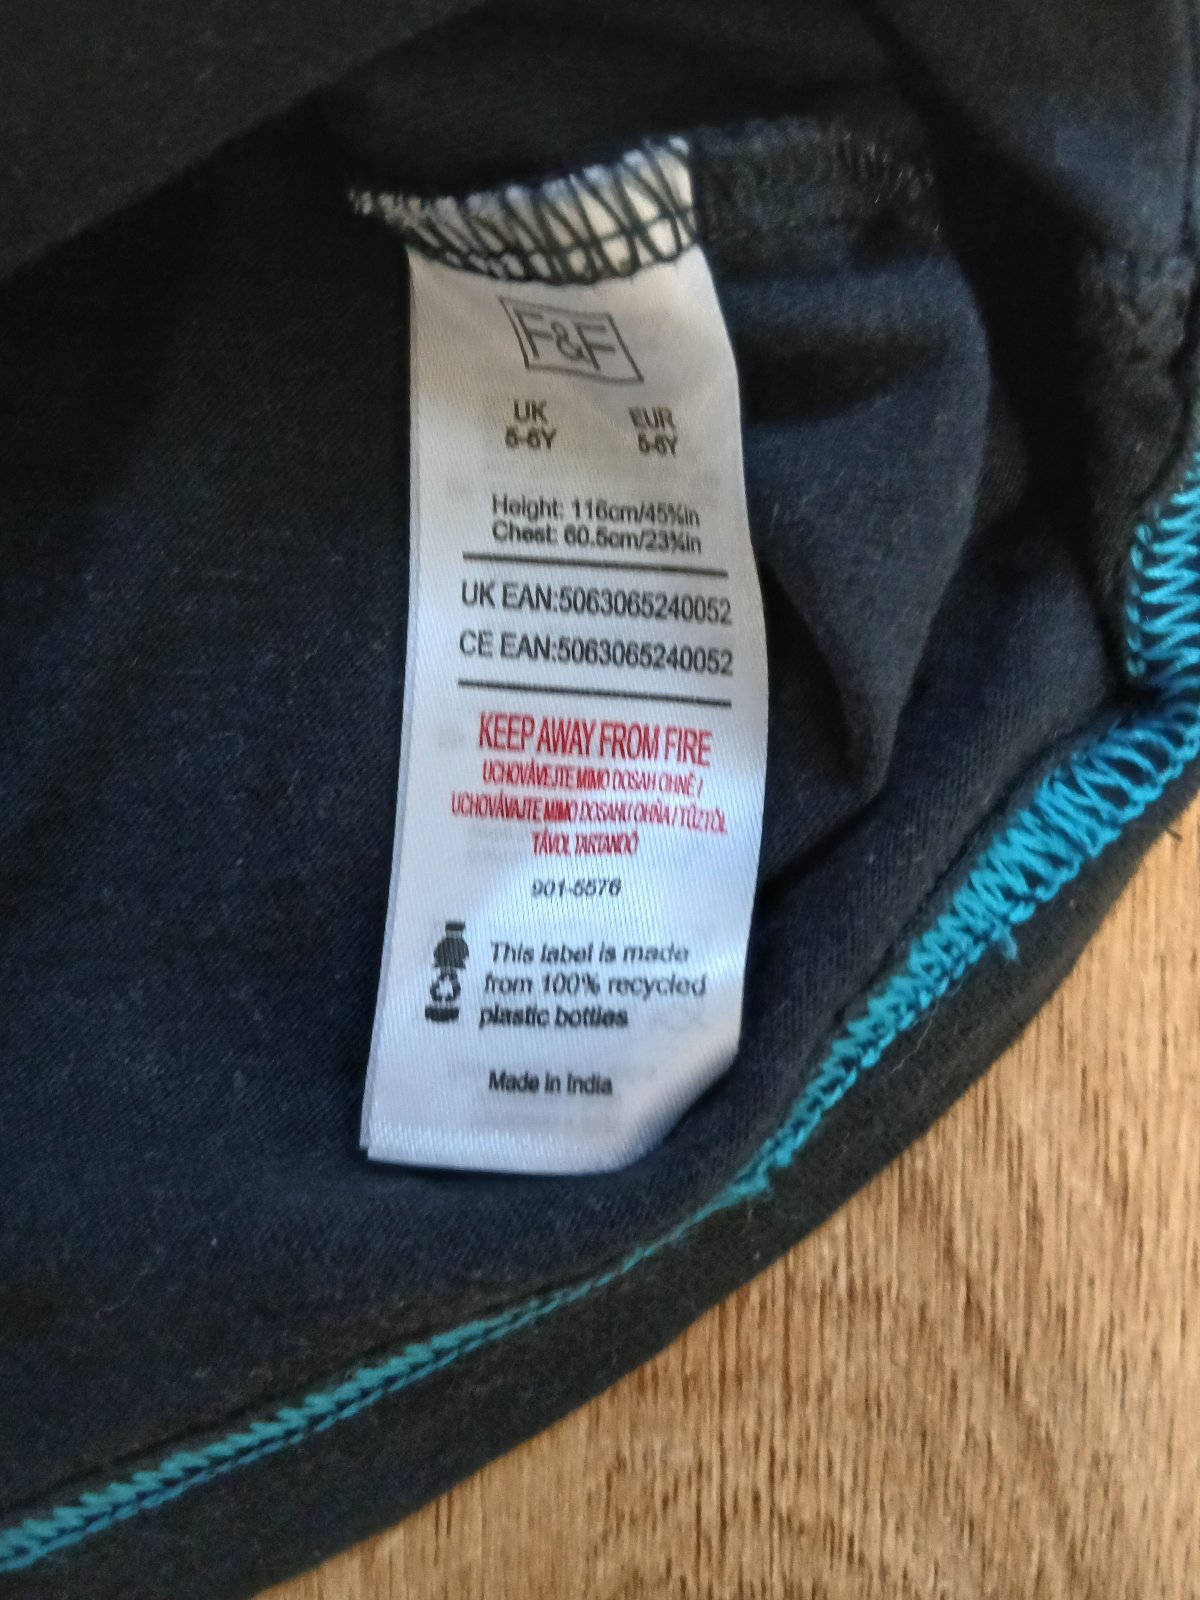 F&F
UK EUR
5-6Y 5-6Y
Height: 116cm/45¾in
Chest: 60.5cm/23¾in
UK EAN:5063065240052
CE EAN:5063065240052
KEEP AWAY FROM FIRE
UCHOVÁVEJTE MIMO DOSAH OHNĚ /
UCHOVÁVAJTE MIMO DOSAHU OHŇA / TŰZTŐL
TÁVOL TARTANDÓ
901-5576
This label is made
from 100% recycled
plastic bottles
Made in India